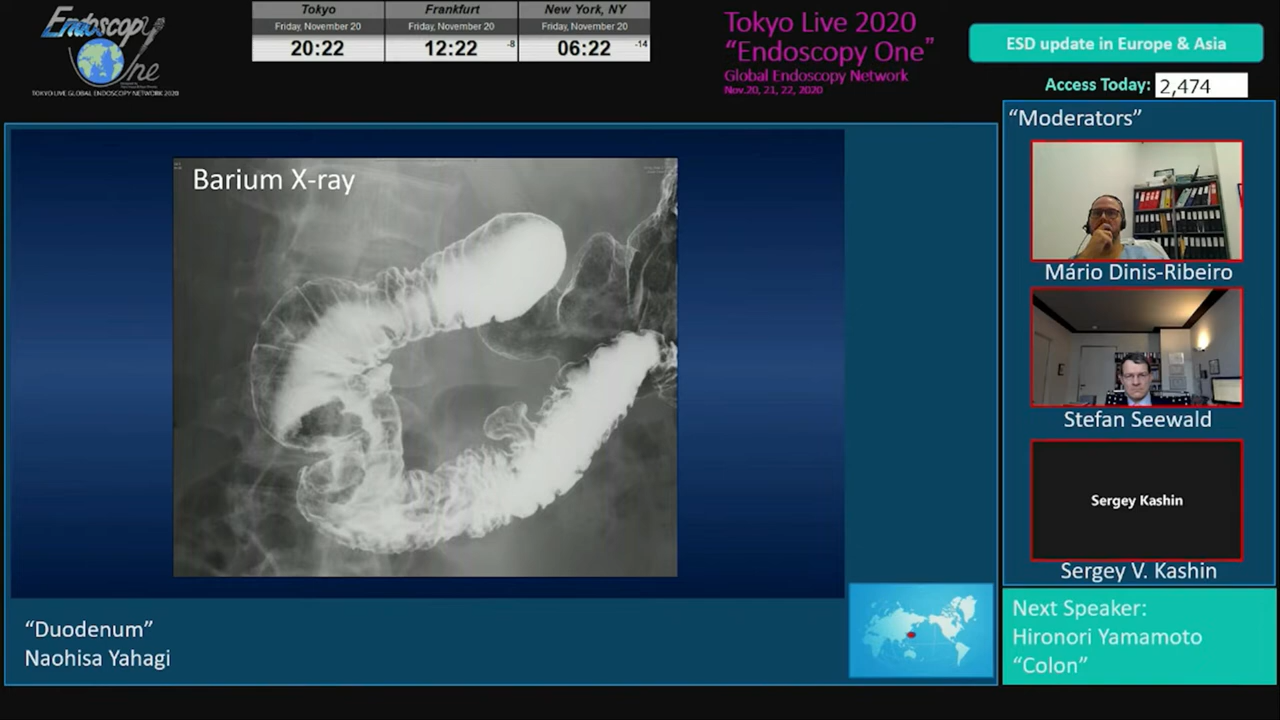 Endoscopy
One
TOKYO LIVE GLOBAL ENDOSCOPY NETWORK 2020
Tokyo
Friday, November 20
20:22
Frankfurt
Friday, November 20
12:22
-8
New York, NY
Friday, November 20
06:22
-14
Tokyo Live 2020
“Endoscopy One”
Global Endoscopy Network
Nov.20, 21, 22, 2020
ESD update in Europe & Asia
Access Today: 2,474
“Moderators”
Mário Dinis-Ribeiro
Stefan Seewald
Sergey Kashin
Sergey V. Kashin
Barium X-ray
“Duodenum”
Naohisa Yahagi
Next Speaker:
Hironori Yamamoto
“Colon”